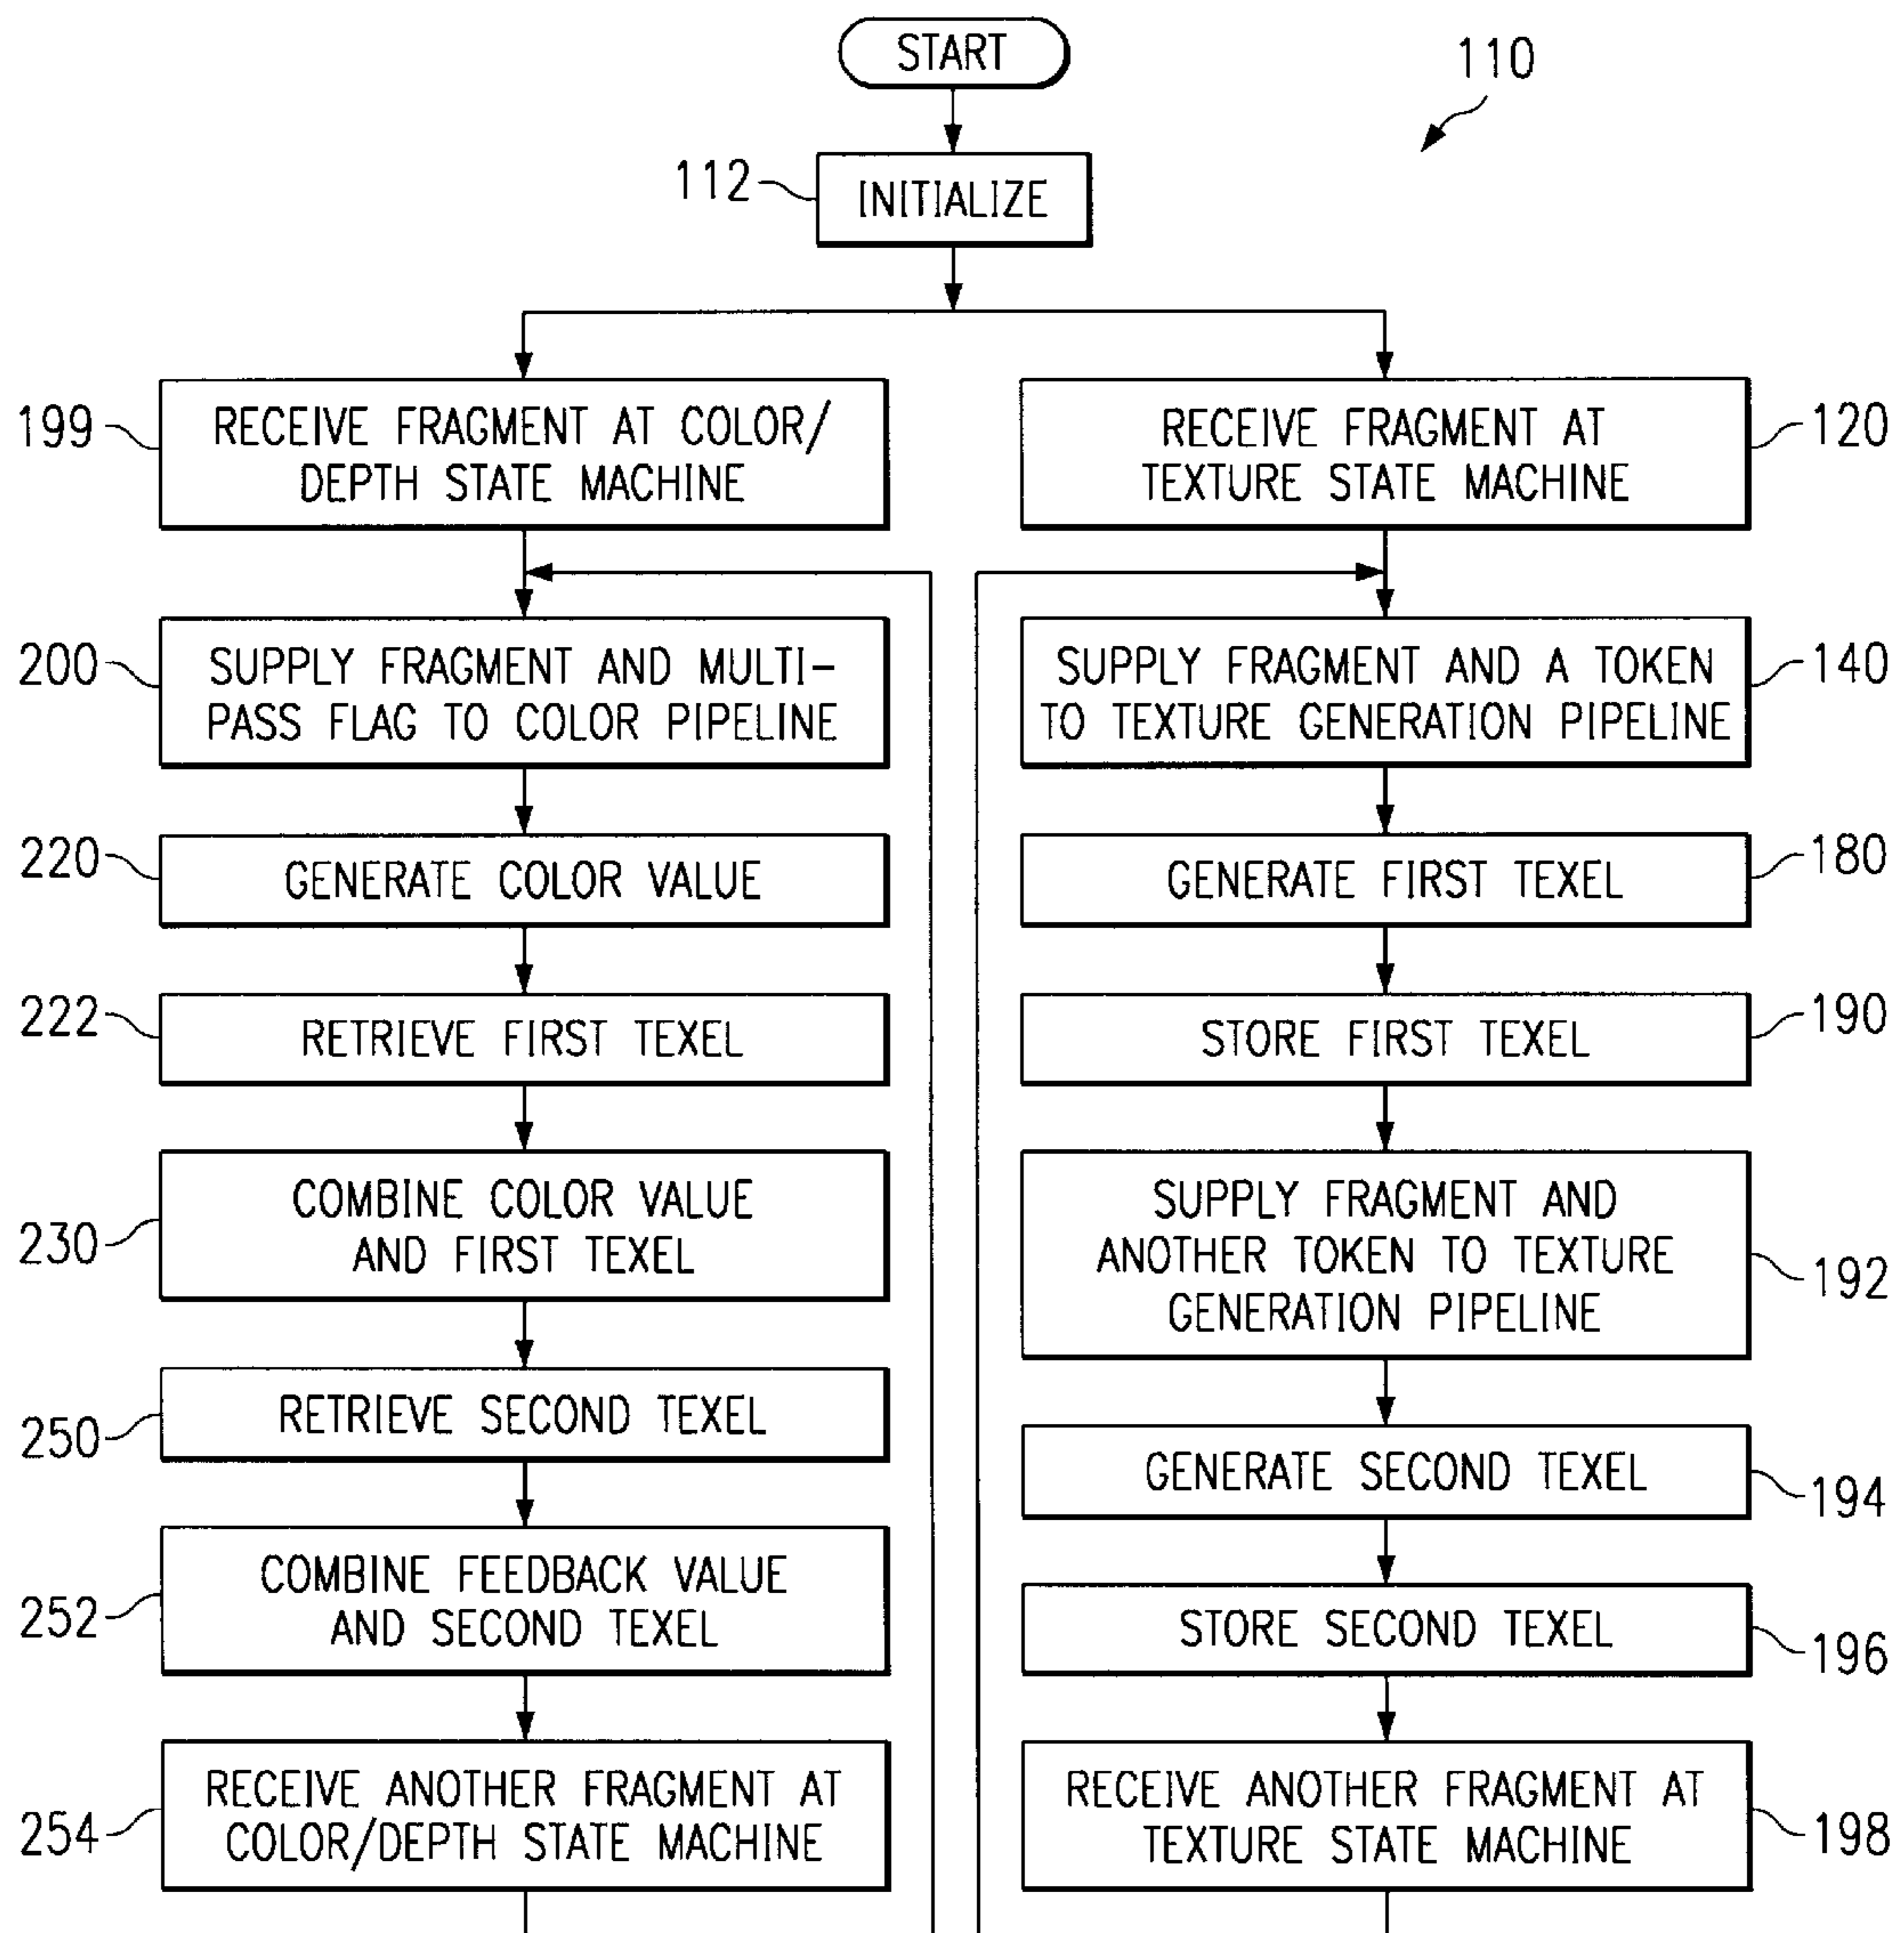 START
110
112
INITIALIZE
199
RECEIVE FRAGMENT AT COLOR/
DEPTH STATE MACHINE
200
SUPPLY FRAGMENT AND MULTI-
PASS FLAG TO COLOR PIPELINE
220
GENERATE COLOR VALUE
222
RETRIEVE FIRST TEXEL
230
COMBINE COLOR VALUE
AND FIRST TEXEL
250
RETRIEVE SECOND TEXEL
252
COMBINE FEEDBACK VALUE
AND SECOND TEXEL
254
RECEIVE ANOTHER FRAGMENT AT
COLOR/DEPTH STATE MACHINE
RECEIVE FRAGMENT AT
TEXTURE STATE MACHINE
120
SUPPLY FRAGMENT AND A TOKEN
TO TEXTURE GENERATION PIPELINE
140
GENERATE FIRST TEXEL
180
STORE FIRST TEXEL
190
SUPPLY FRAGMENT AND
ANOTHER TOKEN TO TEXTURE
GENERATION PIPELINE
192
GENERATE SECOND TEXEL
194
STORE SECOND TEXEL
196
RECEIVE ANOTHER FRAGMENT AT
TEXTURE STATE MACHINE
198